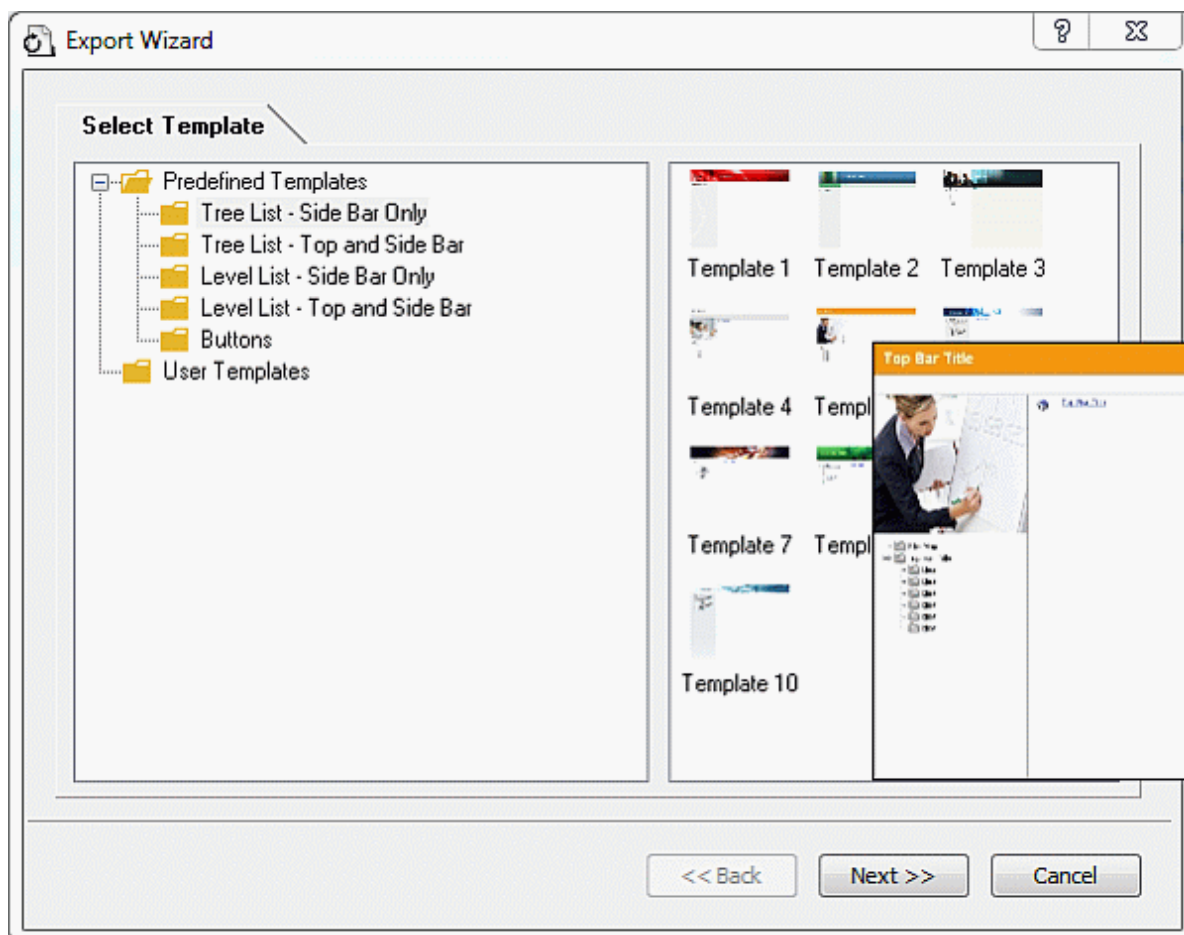 Export Wizard
Select Template
Predefined Templates
Tree List - Side Bar Only
Tree List - Top and Side Bar
Level List - Side Bar Only
Level List - Top and Side Bar
Buttons
User Templates
Template 1 Template 2 Template 3
Template 4 Templ
Top Bar Title
Template 7 Templ
Template 10
<< Back Next >> Cancel